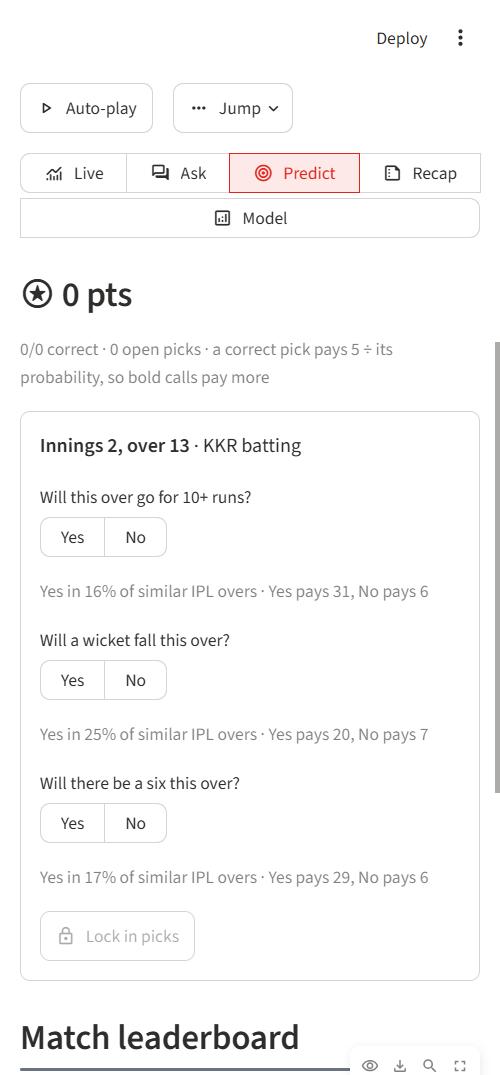 Deploy
Auto-play
Jump
Live
Ask
Predict
Recap
Model
0 pts
0/0 correct · 0 open picks · a correct pick pays 5 ÷ its
probability, so bold calls pay more
Innings 2, over 13 · KKR batting
Will this over go for 10+ runs?
Yes No
Yes in 16% of similar IPL overs · Yes pays 31, No pays 6
Will a wicket fall this over?
Yes No
Yes in 25% of similar IPL overs · Yes pays 20, No pays 7
Will there be a six this over?
Yes No
Yes in 17% of similar IPL overs · Yes pays 29, No pays 6
Lock in picks
Match leaderboard